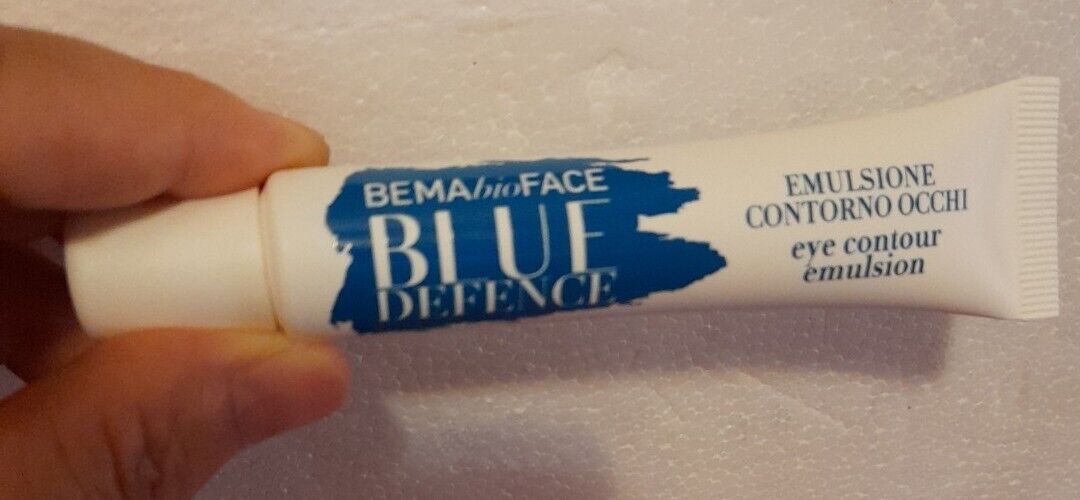 BEMAbioFACE
BLUE
DEFENCE
EMULSIONE
CONTORNO OCCHI
eye contour
emulsion